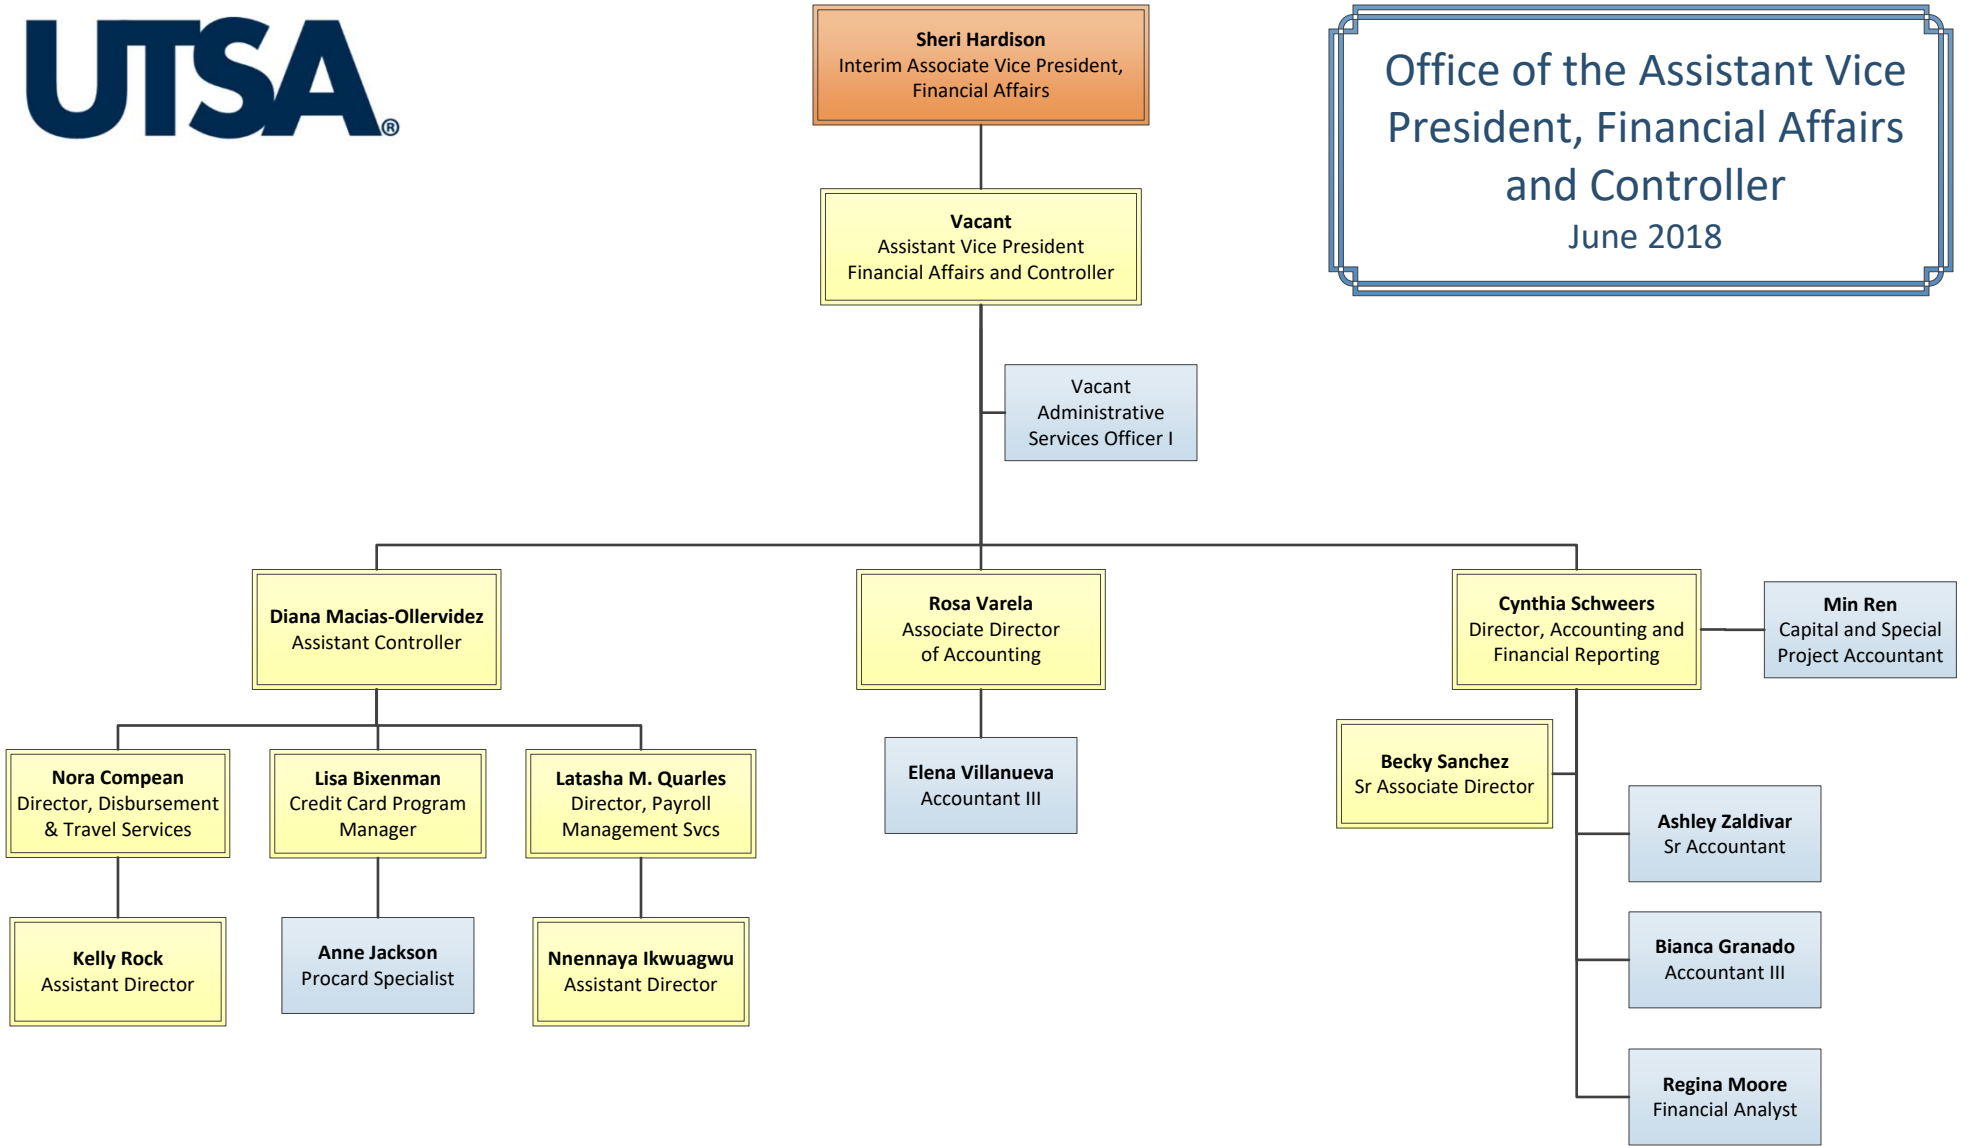 UTSA®
Sheri Hardison
Interim Associate Vice President,
Financial Affairs
Office of the Assistant Vice
President, Financial Affairs
and Controller
June 2018
Vacant
Assistant Vice President
Financial Affairs and Controller
Vacant
Administrative
Services Officer I
Diana Macias-Ollervidez
Assistant Controller
Rosa Varela
Associate Director
of Accounting
Cynthia Schweers
Director, Accounting and
Financial Reporting
Min Ren
Capital and Special
Project Accountant
Nora Compean
Director, Disbursement
& Travel Services
Lisa Bixenman
Credit Card Program
Manager
Latasha M. Quarles
Director, Payroll
Management Svcs
Elena Villanueva
Accountant III
Becky Sanchez
Sr Associate Director
Ashley Zaldivar
Sr Accountant
Kelly Rock
Assistant Director
Anne Jackson
Procard Specialist
Nnennaya Ikwuagwu
Assistant Director
Bianca Granado
Accountant III
Regina Moore
Financial Analyst